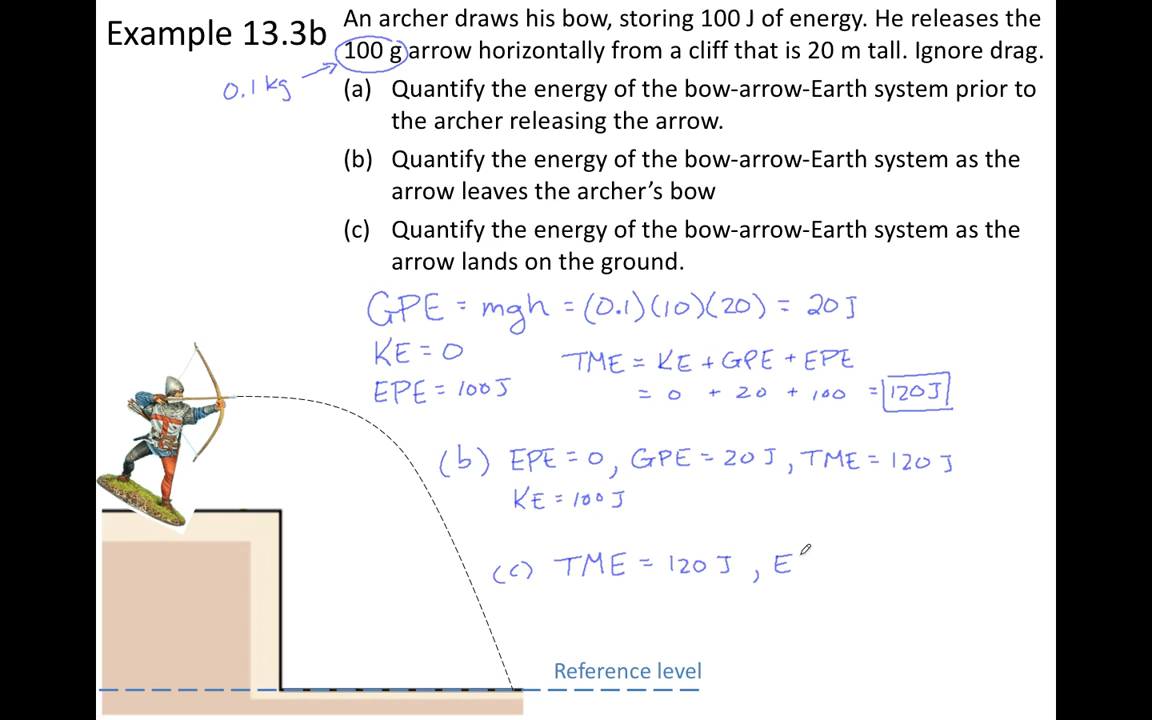 Example 13.3b
An archer draws his bow, storing 100 J of energy. He releases the
100 g arrow horizontally from a cliff that is 20 m tall. Ignore drag.
0.1 kg
(a) Quantify the energy of the bow-arrow-Earth system prior to
the archer releasing the arrow.
(b) Quantify the energy of the bow-arrow-Earth system as the
arrow leaves the archer’s bow
(c) Quantify the energy of the bow-arrow-Earth system as the
arrow lands on the ground.
GPE = mgh = (0.1)(10)(20) = 20 J
KE = 0
EPE = 100 J
TME = KE + GPE + EPE
= 0 + 20 + 100 = 120 J
(b) EPE = 0, GPE = 20 J, TME = 120 J
KE = 100 J
(c) TME = 120 J, E
Reference level